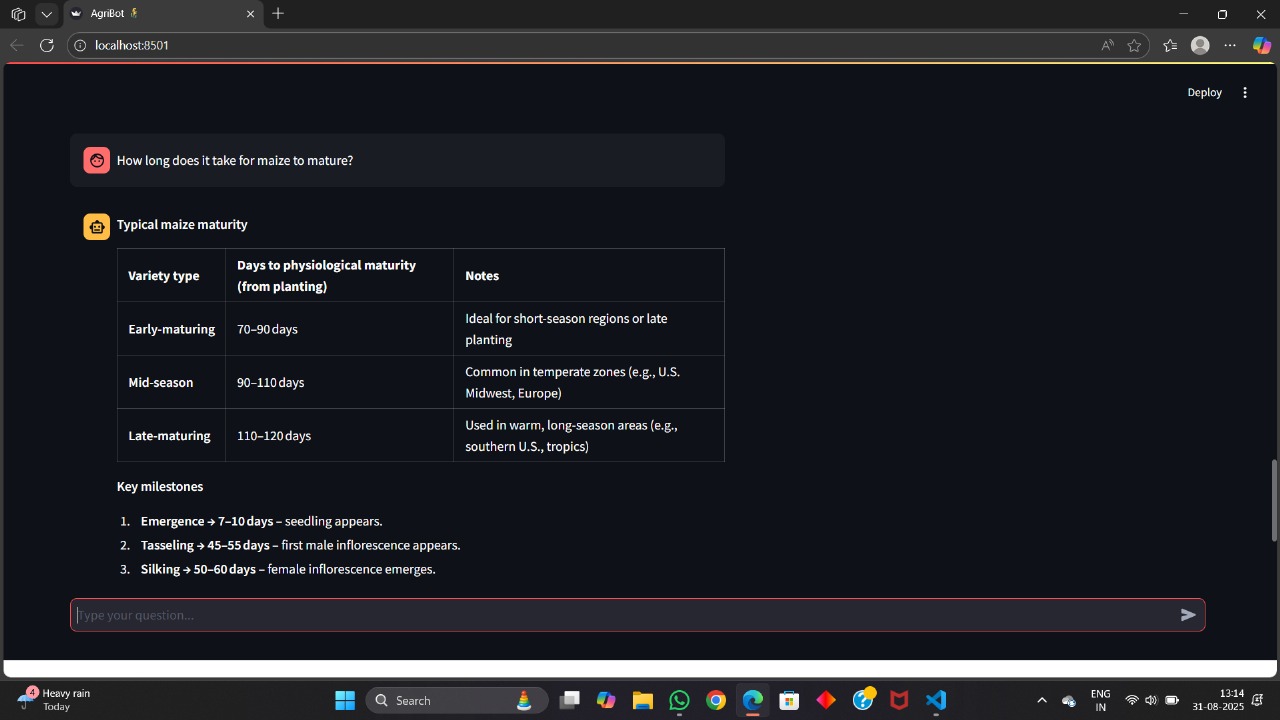 AgriBot
localhost:8501
Deploy
How long does it take for maize to mature?
Typical maize maturity
Variety type
Days to physiological maturity
(from planting)
Notes
Early-maturing
70–90 days
Ideal for short-season regions or late
planting
Mid-season
90–110 days
Common in temperate zones (e.g., U.S.
Midwest, Europe)
Late-maturing
110–120 days
Used in warm, long-season areas (e.g.,
southern U.S., tropics)
Key milestones
1. Emergence → 7–10 days – seedling appears.
2. Tasseling → 45–55 days – first male inflorescence appears.
3. Silking → 50–60 days – female inflorescence emerges.
Type your question...
4
Heavy rain
Today
Search
ENG
IN
13:14
31-08-2025